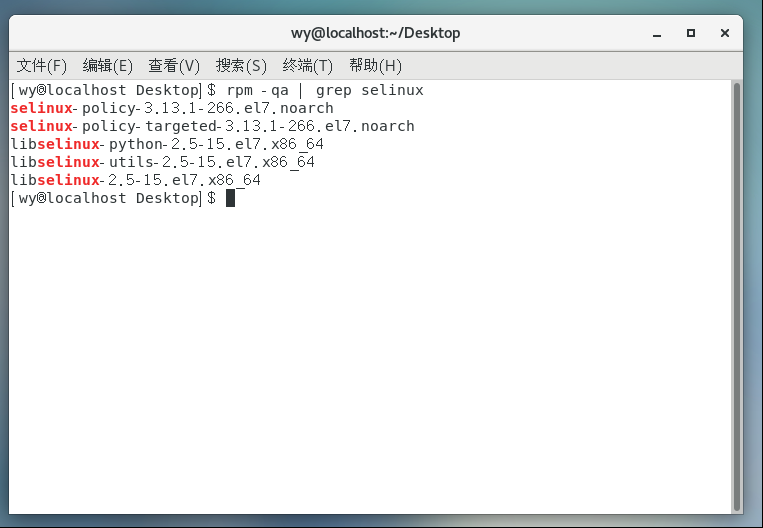 wy@localhost:~/Desktop
文件(F) 编辑(E) 查看(V) 搜索(S) 终端(T) 帮助(H)
[wy@localhost Desktop]$ rpm -qa | grep selinux
selinux-policy-3.13.1-266.el7.noarch
selinux-policy-targeted-3.13.1-266.el7.noarch
libselinux-python-2.5-15.el7.x86_64
libselinux-utils-2.5-15.el7.x86_64
libselinux-2.5-15.el7.x86_64
[wy@localhost Desktop]$